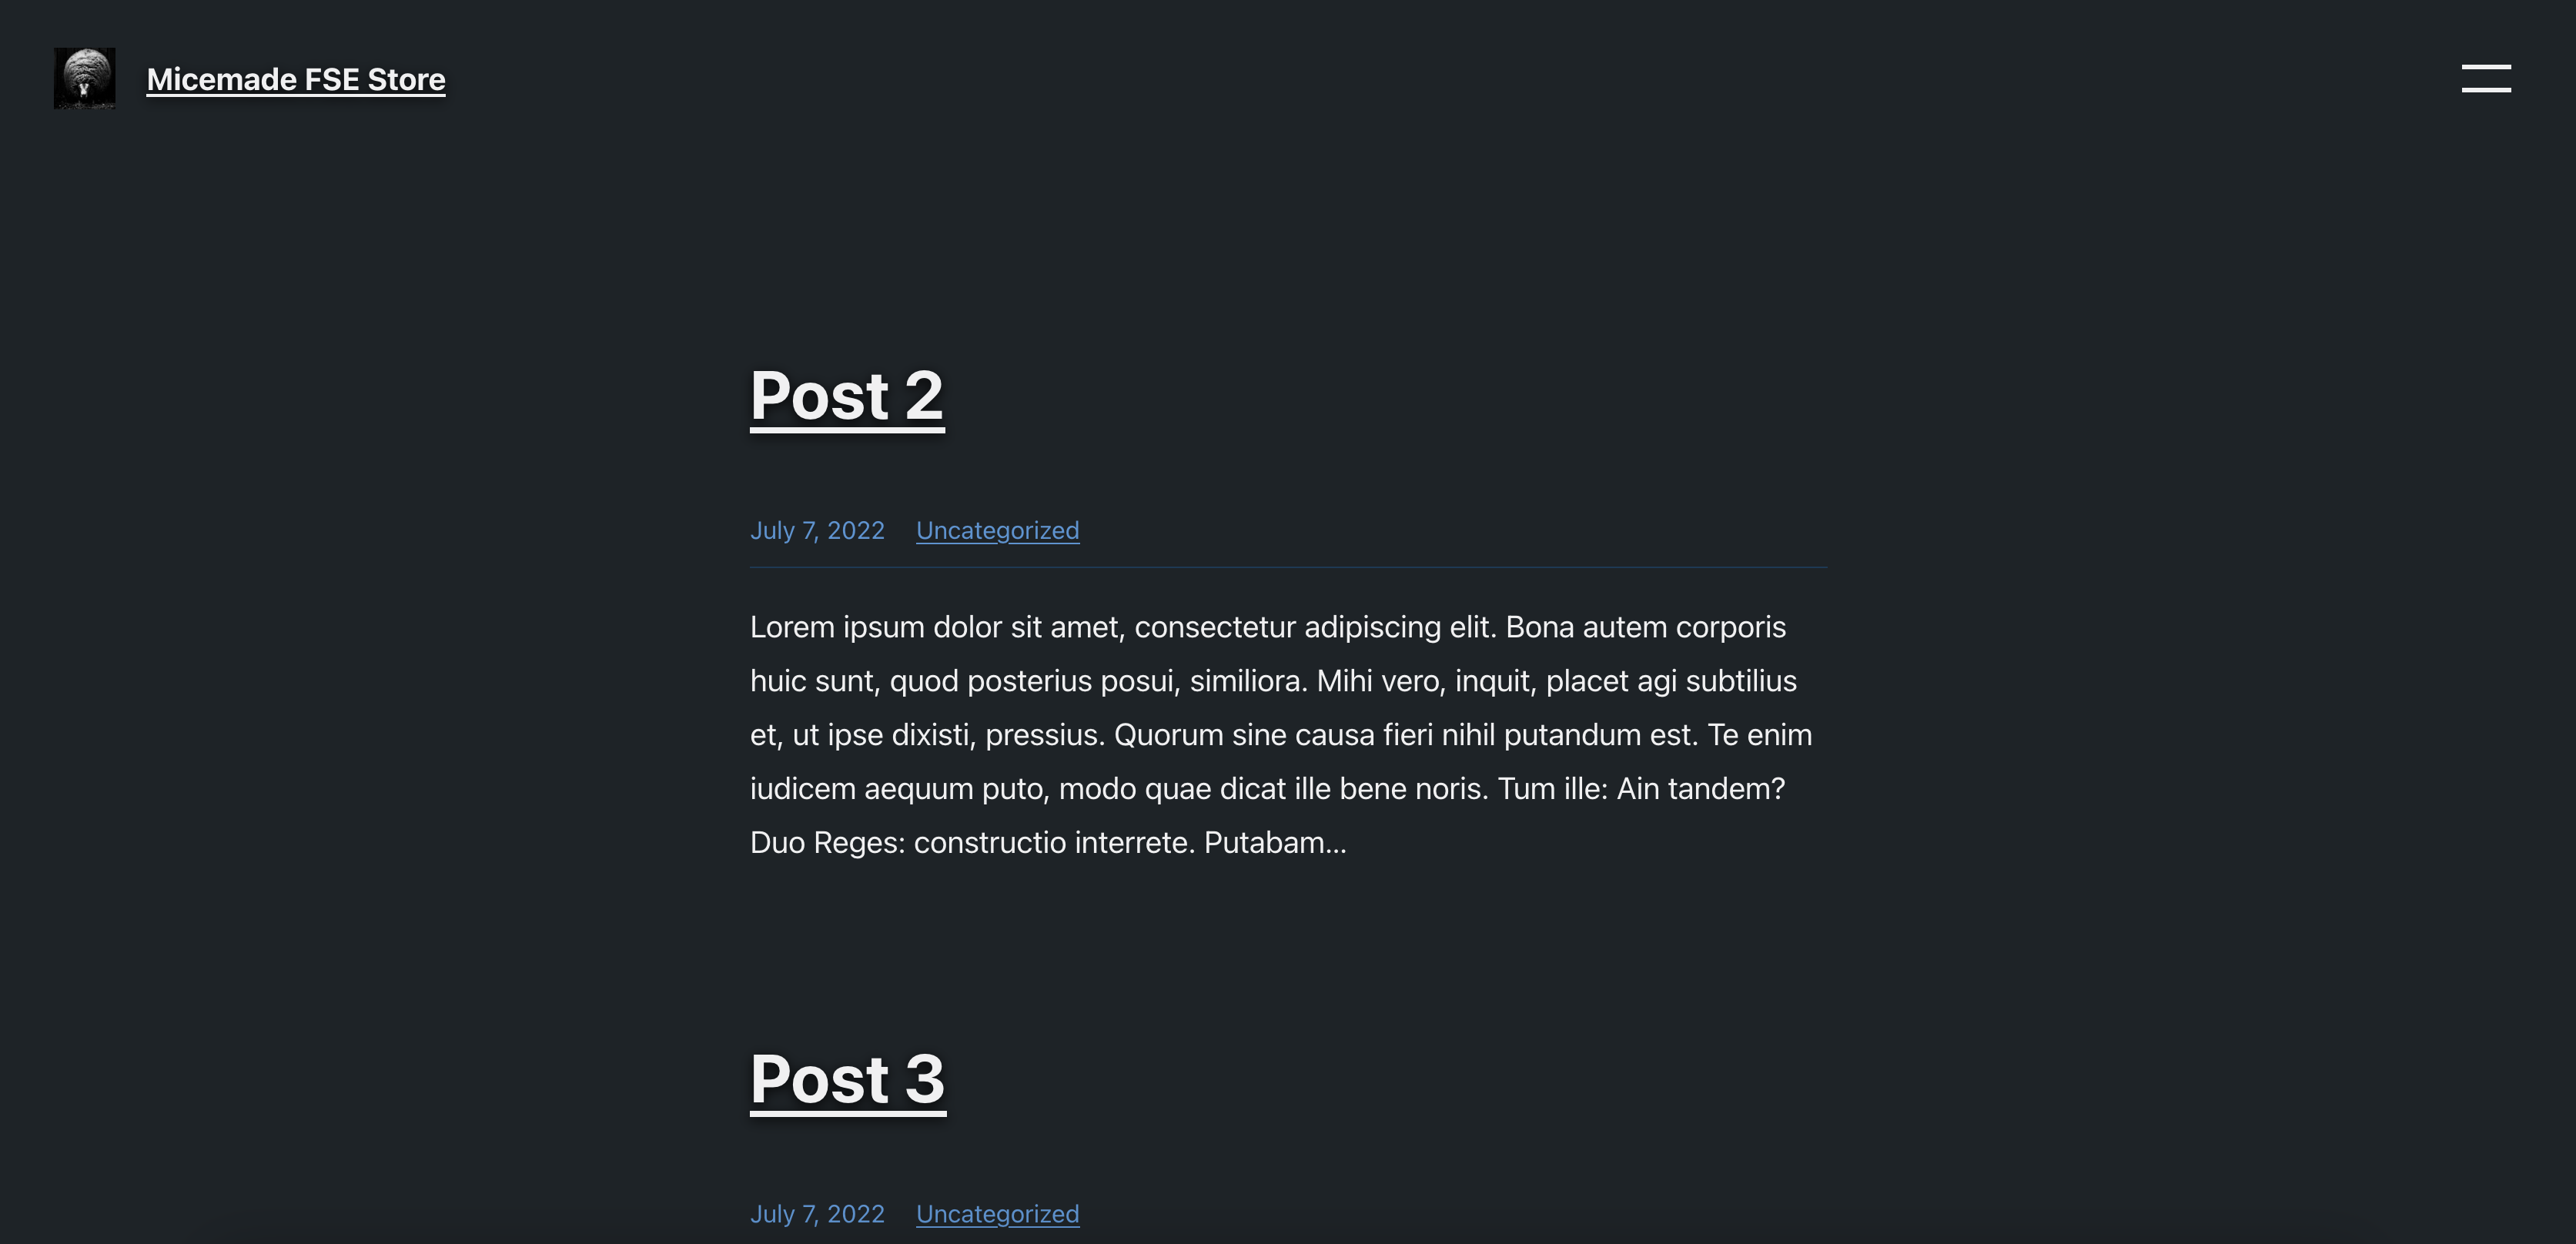 Micemade FSE Store
Post 2
July 7, 2022 Uncategorized
Lorem ipsum dolor sit amet, consectetur adipiscing elit. Bona autem corporis
huic sunt, quod posterius posui, similiora. Mihi vero, inquit, placet agi subtilius
et, ut ipse dixisti, pressius. Quorum sine causa fieri nihil putandum est. Te enim
iudicem aequum puto, modo quae dicat ille bene noris. Tum ille: Ain tandem?
Duo Reges: constructio interrete. Putabam...
Post 3
July 7, 2022 Uncategorized